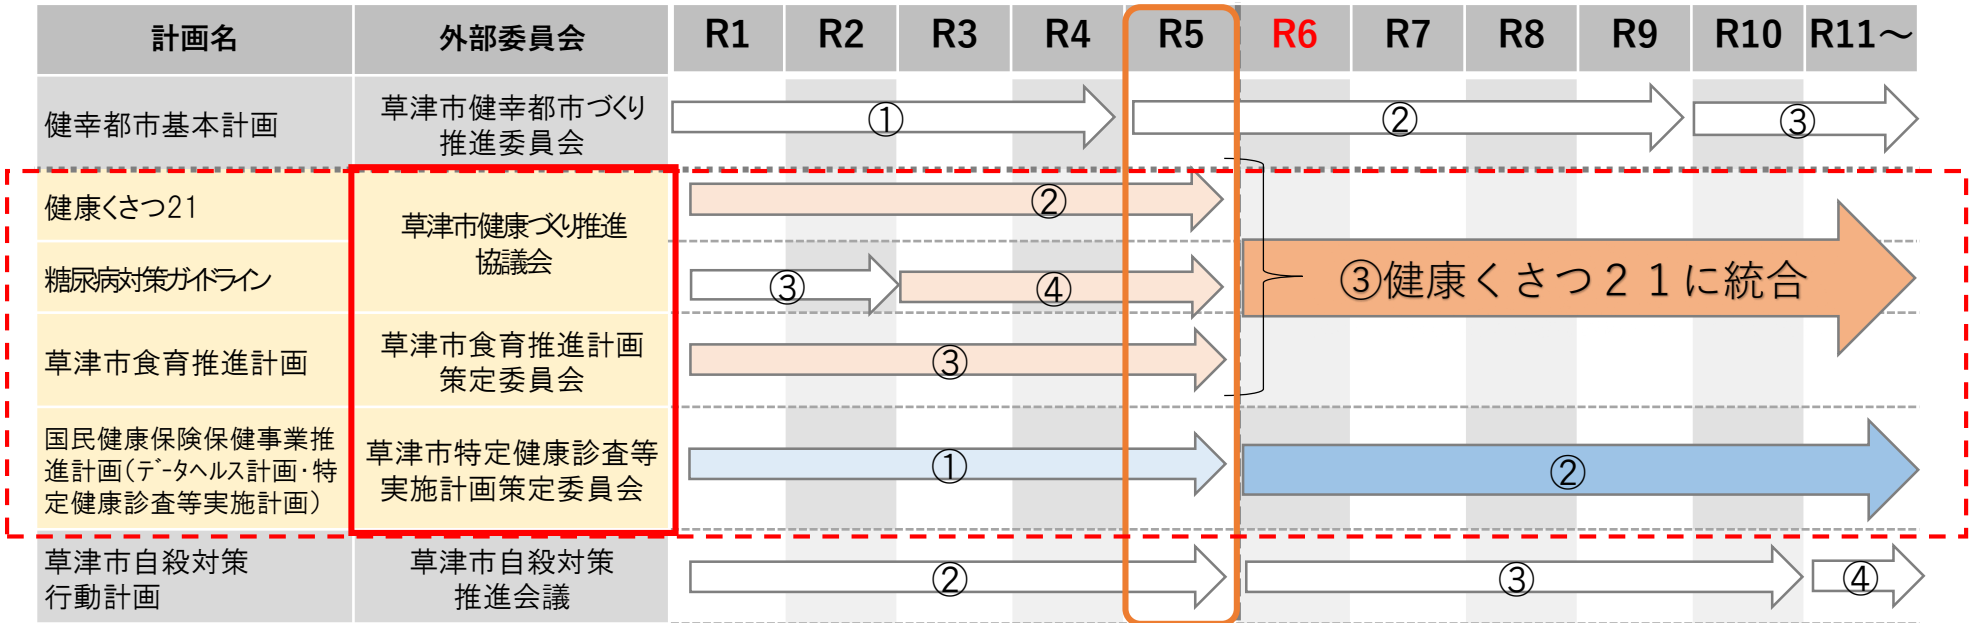 計画名
外部委員会
R1
R2
R3
R4
R5
R6
R7
R8
R9
R10
R11～
健幸都市基本計画
草津市健幸都市づくり
推進委員会
①
②
③
健康くさつ21
草津市健康づくり推進
協議会
②
糖尿病対策ガイドライン
③
④
③健康くさつ２１に統合
草津市食育推進計画
草津市食育推進計画
策定委員会
③
国民健康保険保健事業推
進計画（ﾃﾞｰﾀﾍﾙｽ計画・特
定健康診査等実施計画）
草津市特定健康診査等
実施計画策定委員会
①
②
草津市自殺対策
行動計画
草津市自殺対策
推進会議
②
③
④